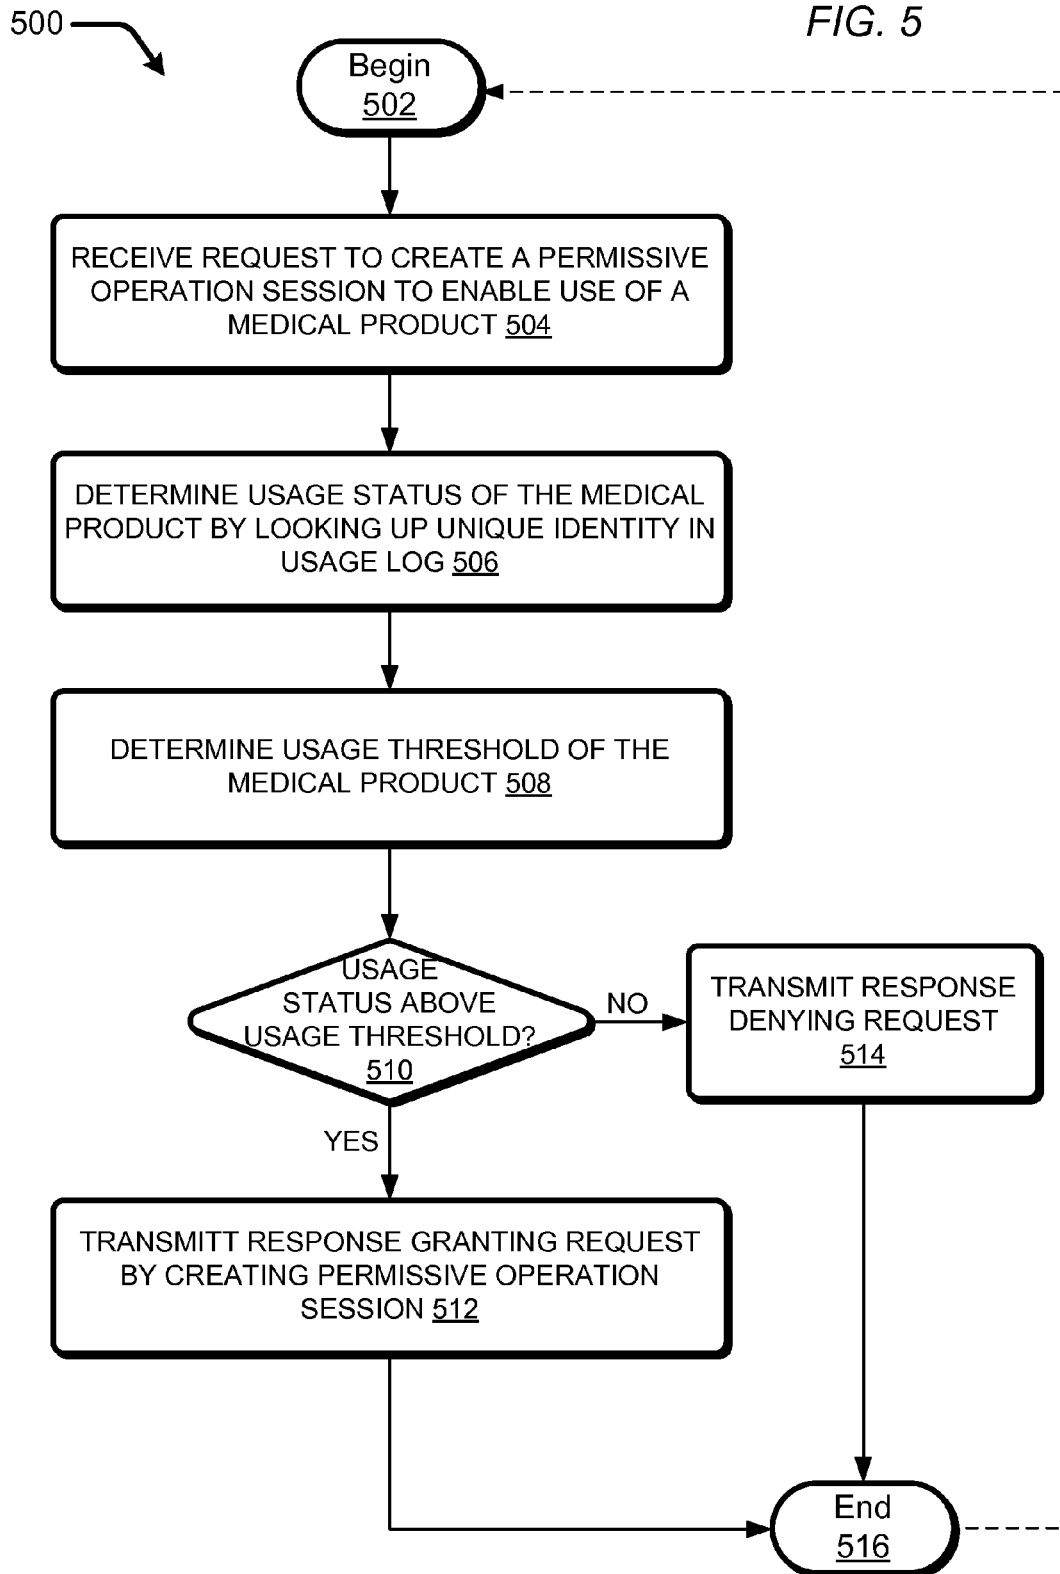 500
FIG. 5
Begin
502
RECEIVE REQUEST TO CREATE A PERMISSIVE
OPERATION SESSION TO ENABLE USE OF A
MEDICAL PRODUCT 504
DETERMINE USAGE STATUS OF THE MEDICAL
PRODUCT BY LOOKING UP UNIQUE IDENTITY IN
USAGE LOG 506
DETERMINE USAGE THRESHOLD OF THE
MEDICAL PRODUCT 508
USAGE
STATUS ABOVE
USAGE THRESHOLD?
510
NO
TRANSMIT RESPONSE
DENYING REQUEST
514
YES
TRANSMITT RESPONSE GRANTING REQUEST
BY CREATING PERMISSIVE OPERATION
SESSION 512
End
516